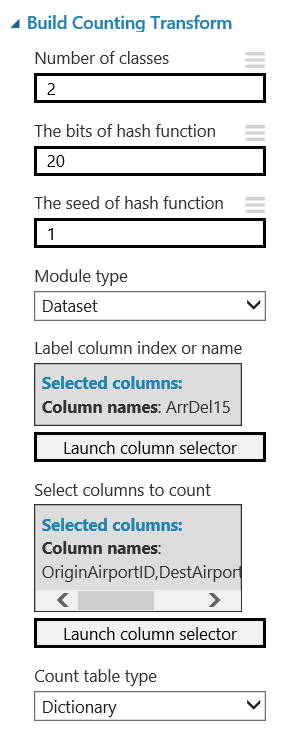 Build Counting Transform
Number of classes
2
The bits of hash function
20
The seed of hash function
1
Module type
Dataset
Label column index or name
Selected columns:
Column names: ArrDel15
Launch column selector
Select columns to count
Selected columns:
Column names:
OriginAirportID,DestAirport
Launch column selector
Count table type
Dictionary